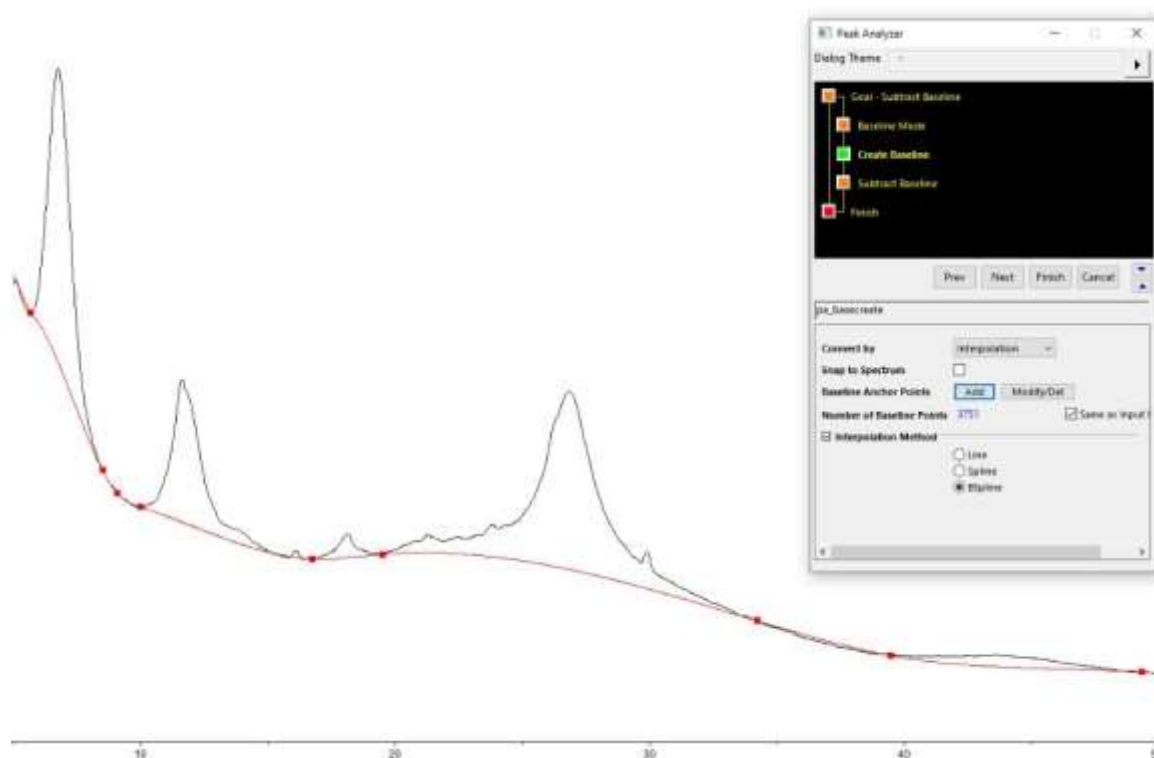 Peak Analyzer
Dialog Theme
Goal - Subtract Baseline
Baseline Mode
Create Baseline
Subtract Baseline
Finish
Prev Next Finish Cancel
pa_basecreate
Connect by Interpolation
Snap to Spectrum
Baseline Anchor Points Add Modify/Del
Number of Baseline Points 3751 Same as Input
Interpolation Method
Line
Spline
BSpline
10 20 30 40